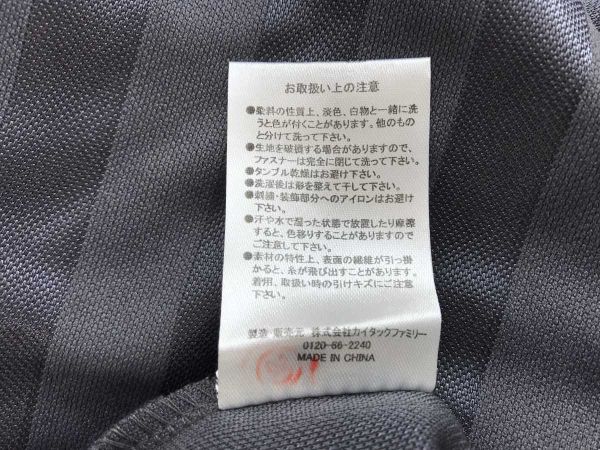 お取扱い上の注意
●染料の性質上、淡色、白物と一緒に洗
うと色が付くことがあります。他のもの
と分けて洗って下さい。
●生地を破損する場合がありますので、
ファスナーは完全に閉じて洗って下さい。
●タンブル乾燥はお避け下さい。
●洗濯後は形を整えて干して下さい。
●刺繍・装飾部分へのアイロンはお避け
下さい。
●汗や水で湿った状態で放置したり摩擦
すると、色移りすることがありますので
ご注意して下さい。
●素材の特性上、表面の繊維が引っ掛
かると、糸が飛び出すことがあります。
着用、取扱い時の引けキズにご注意して
下さい。
製造・販売元 株式会社カイタックファミリー
0120-66-2240
MADE IN CHINA